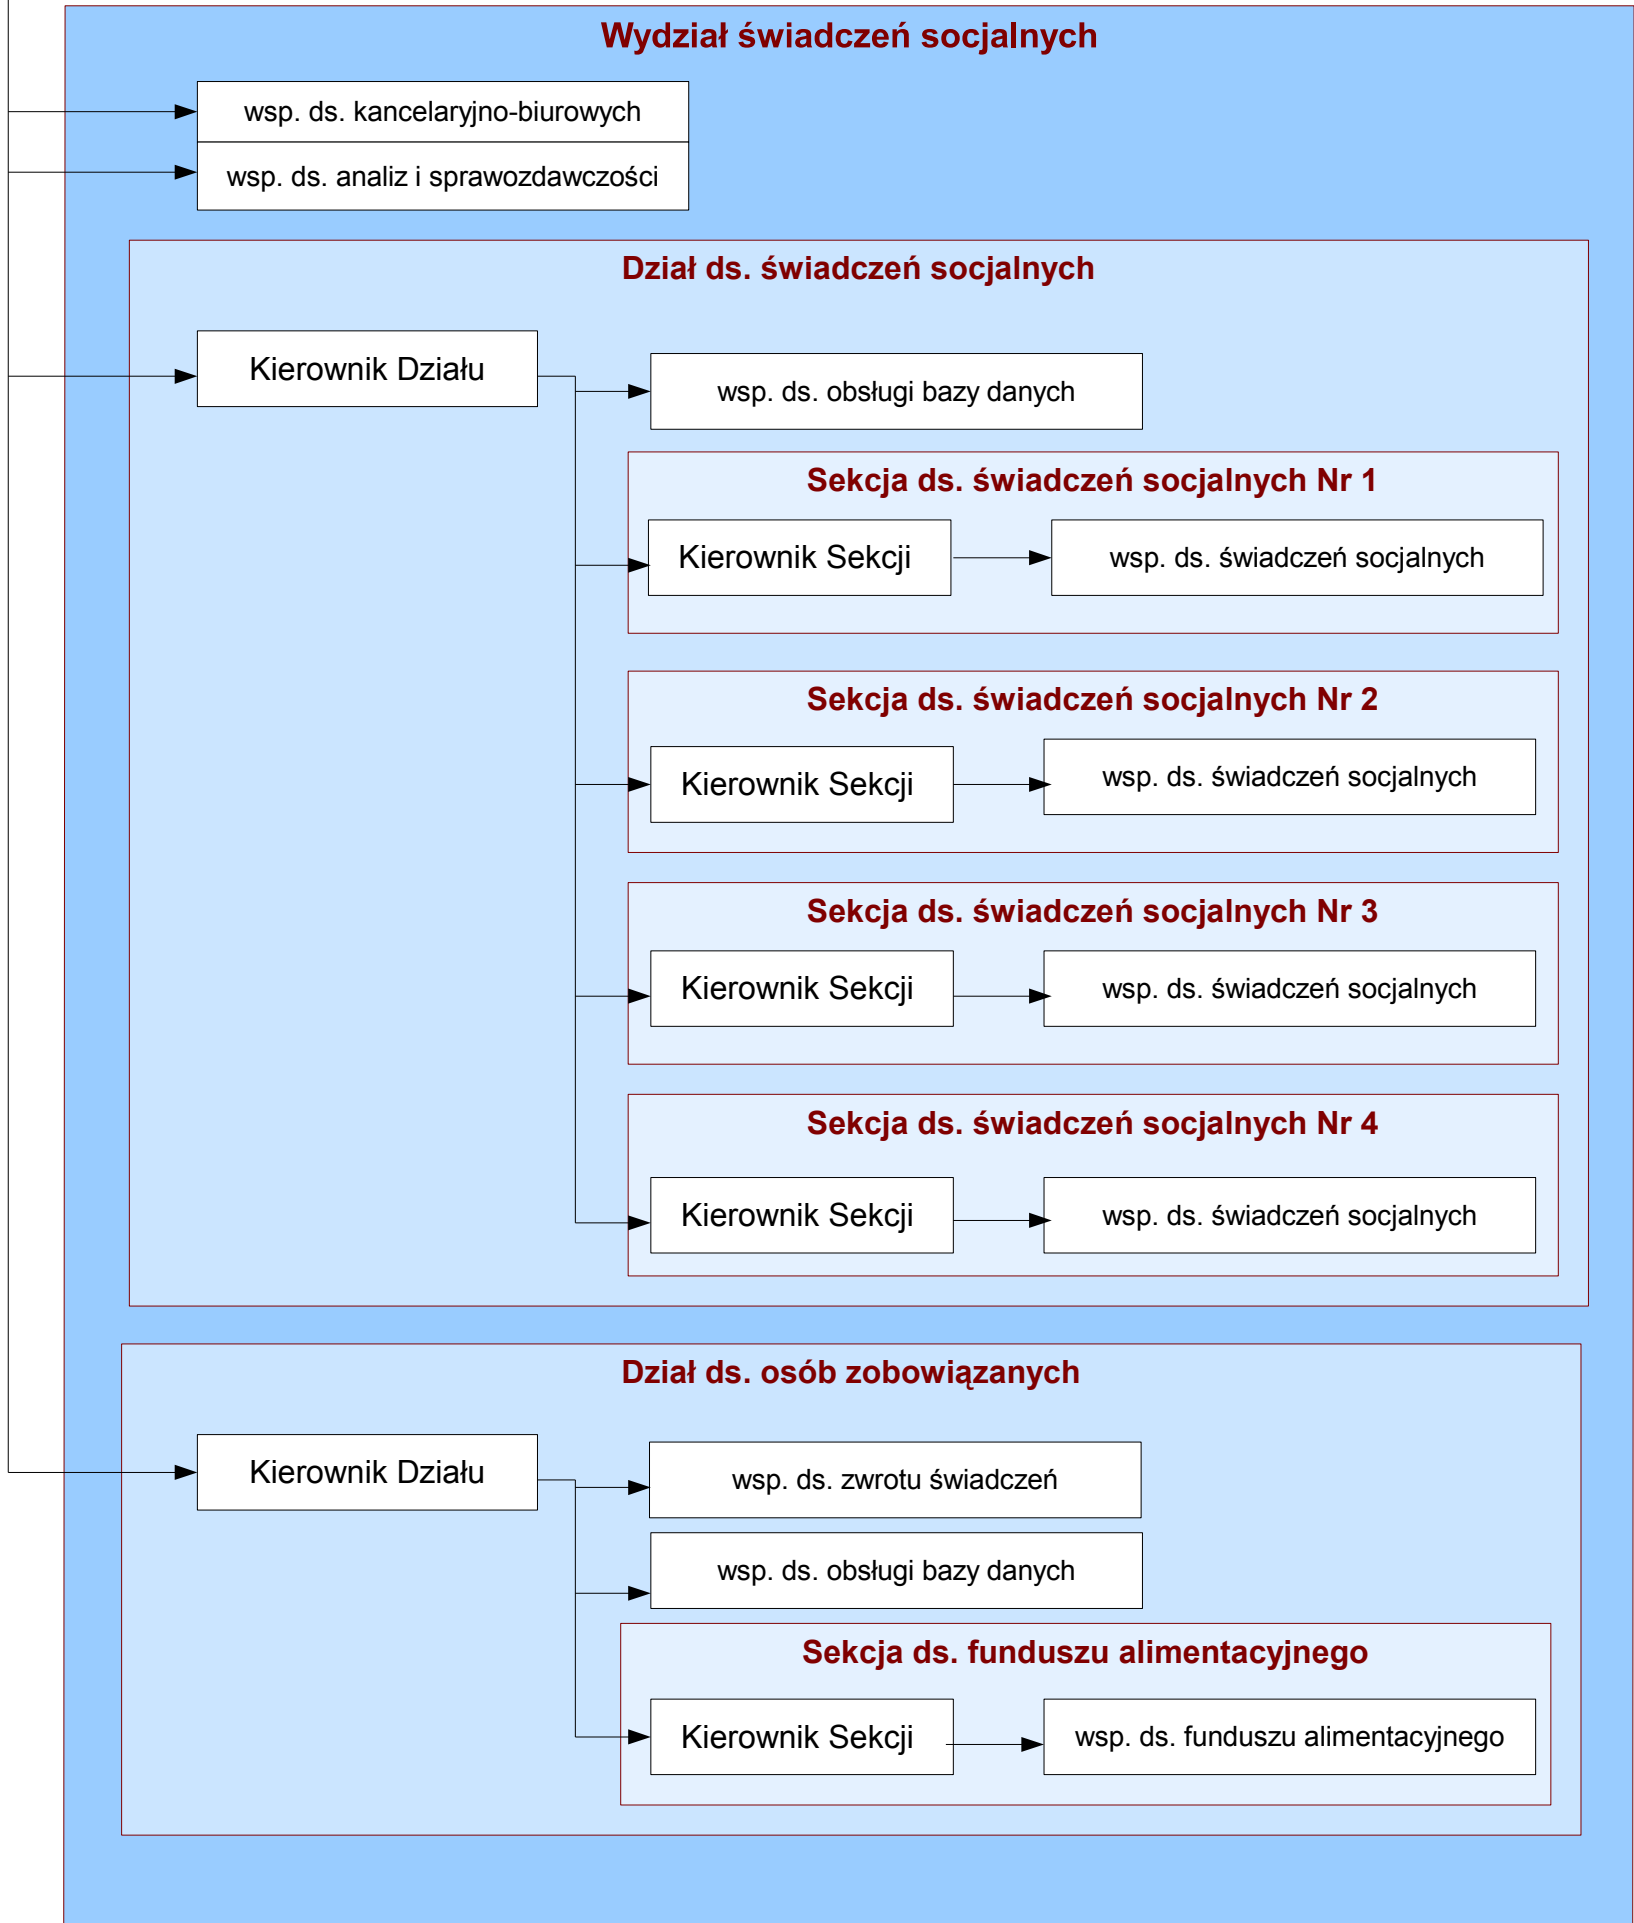 Wydział świadczeń socjalnych
wsp. ds. kancelaryjno-biurowych
wsp. ds. analiz i sprawozdawczości
Dział ds. świadczeń socjalnych
Kierownik Działu
wsp. ds. obsługi bazy danych
Sekcja ds. świadczeń socjalnych Nr 1
Kierownik Sekcji
wsp. ds. świadczeń socjalnych
Sekcja ds. świadczeń socjalnych Nr 2
Kierownik Sekcji
wsp. ds. świadczeń socjalnych
Sekcja ds. świadczeń socjalnych Nr 3
Kierownik Sekcji
wsp. ds. świadczeń socjalnych
Sekcja ds. świadczeń socjalnych Nr 4
Kierownik Sekcji
wsp. ds. świadczeń socjalnych
Dział ds. osób zobowiązanych
Kierownik Działu
wsp. ds. zwrotu świadczeń
wsp. ds. obsługi bazy danych
Sekcja ds. funduszu alimentacyjnego
Kierownik Sekcji
wsp. ds. funduszu alimentacyjnego